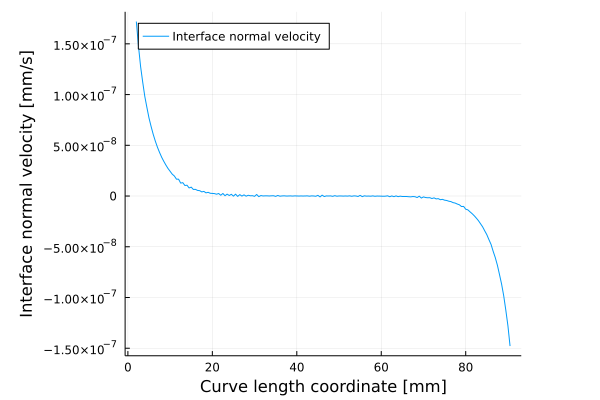 Interface normal velocity
Interface normal velocity [mm/s]
1.50×10⁻⁷
1.00×10⁻⁷
5.00×10⁻⁸
0
−5.00×10⁻⁸
−1.00×10⁻⁷
−1.50×10⁻⁷
0 20 40 60 80
Curve length coordinate [mm]